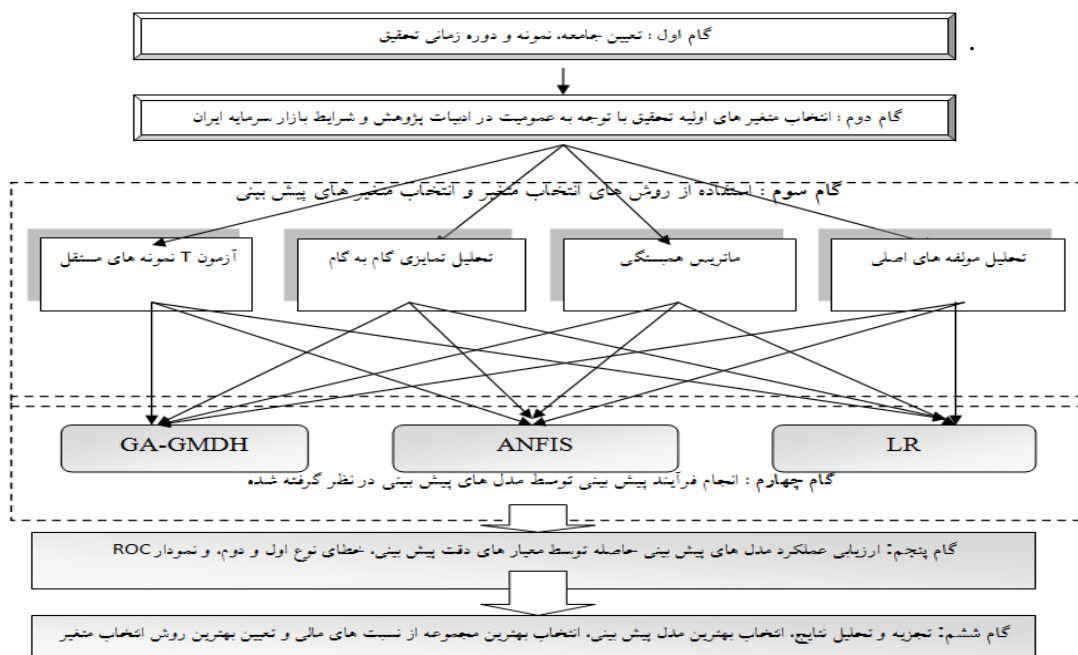 گام اول : تعیین جامعه، نمونه و دوره زمانی تحقیق
.
گام دوم : انتخاب متغیر های اولیه تحقیق با توجه به عمومیت در ادبیات پژوهش و شرایط بازار سرمایه ایران
گام سوم : استفاده از روش های انتخاب متغیر و انتخاب متغیر های پیش بینی
تحلیل مولفه های اصلی
ماتریس همبستگی
تحلیل تمایزی گام به گام
آزمون T نمونه های مستقل
GA-GMDH
ANFIS
LR
گام چهارم : انجام فرآیند پیش بینی توسط مدل های پیش بینی در نظر گرفته شده
گام پنجم: ارزیابی عملکرد مدل های پیش بینی حاصله توسط معیار های دقت پیش بینی، خطای نوع اول و دوم، و نمودار ROC
گام ششم: تجزیه و تحلیل نتایج، انتخاب بهترین مدل پیش بینی، انتخاب بهترین مجموعه از نسبت های مالی و تعیین بهترین روش انتخاب متغیر